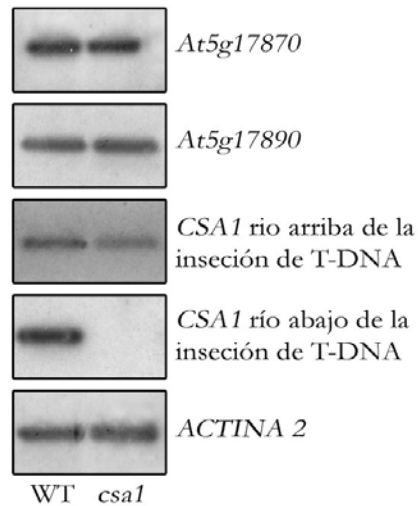 At5g17870
At5g17890
CSA1 rio arriba de la
inseción de T-DNA
CSA1 río abajo de la
inseción de T-DNA
ACTINA 2
WT csa1